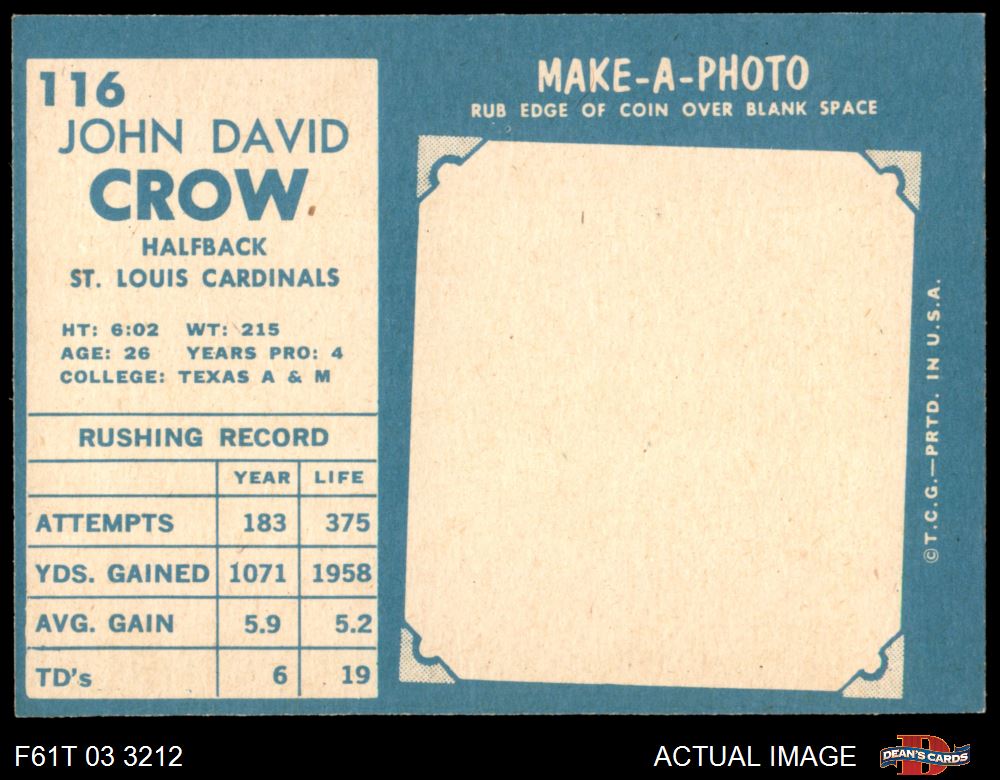 116
JOHN DAVID
CROW
HALFBACK
ST. LOUIS CARDINALS
HT: 6:02 WT: 215
AGE: 26 YEARS PRO: 4
COLLEGE: TEXAS A & M
RUSHING RECORD
YEAR LIFE
ATTEMPTS 183 375
YDS. GAINED 1071 1958
AVG. GAIN 5.9 5.2
TD's 6 19
MAKE-A-PHOTO
RUB EDGE OF COIN OVER BLANK SPACE
©T.C.G.—PRTD. IN U.S.A.
F61T 03 3212
ACTUAL IMAGE
D
DEAN'S CARDS